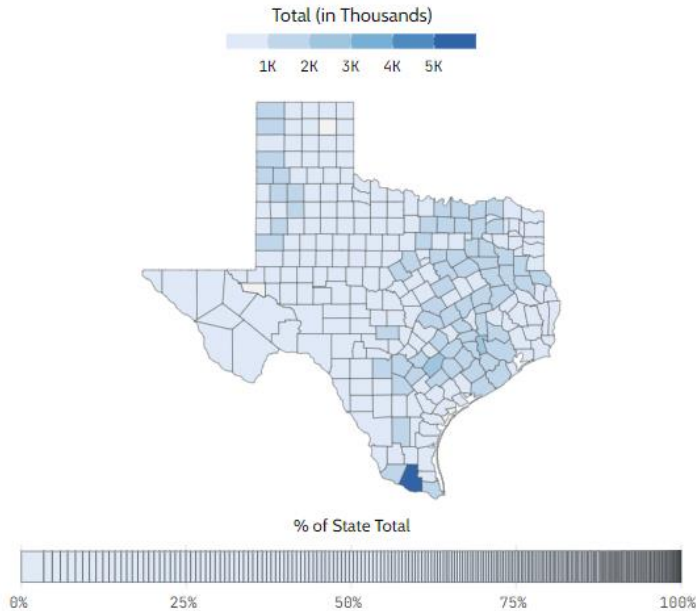 Total (in Thousands)
1K 2K 3K 4K 5K
% of State Total
0% 25% 50% 75% 100%